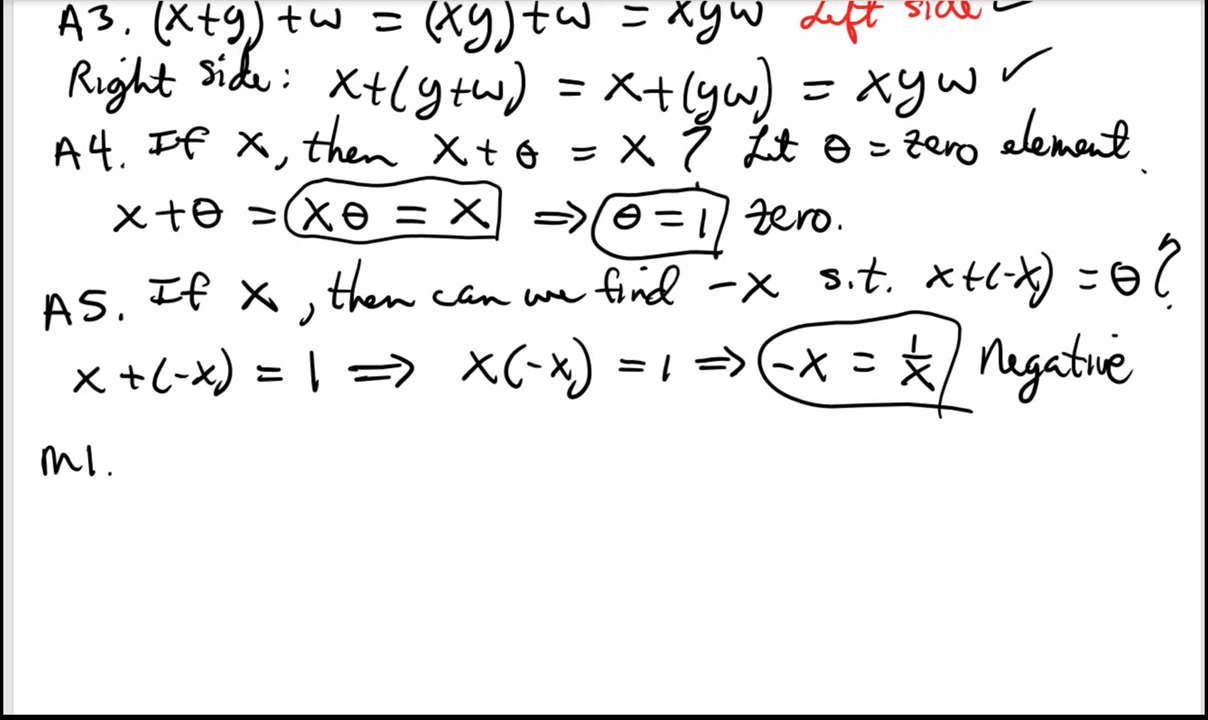 A3. (x+y)+w = (xy)+w = xyw Left side ✓
Right side: x+(y+w) = x+(yw) = xyw ✓
A4. If x, then x+θ = x? Let θ = zero element.
x+θ = xθ = x ⇒ θ = 1 zero.
A5. If x, then can we find -x s.t. x+(-x) = θ?
x+(-x) = 1 ⇒ x(-x) = 1 ⇒ -x = 1/x Negative
M1.